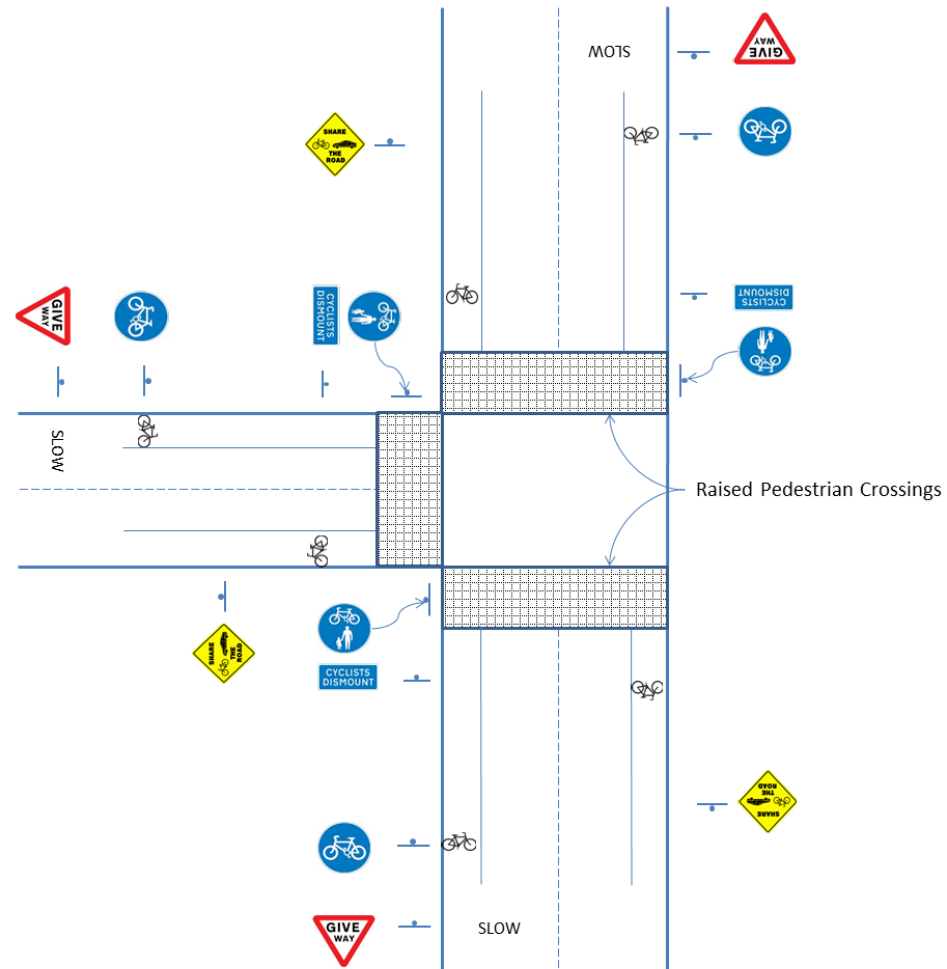 SLOW
GIVE
WAY
SHARE
THE
ROAD
CYCLISTS
DISMOUNT
CYCLISTS
DISMOUNT
GIVE
WAY
SLOW
Raised Pedestrian Crossings
SHARE
THE
ROAD
CYCLISTS
DISMOUNT
SHARE
THE
ROAD
GIVE
WAY
SLOW